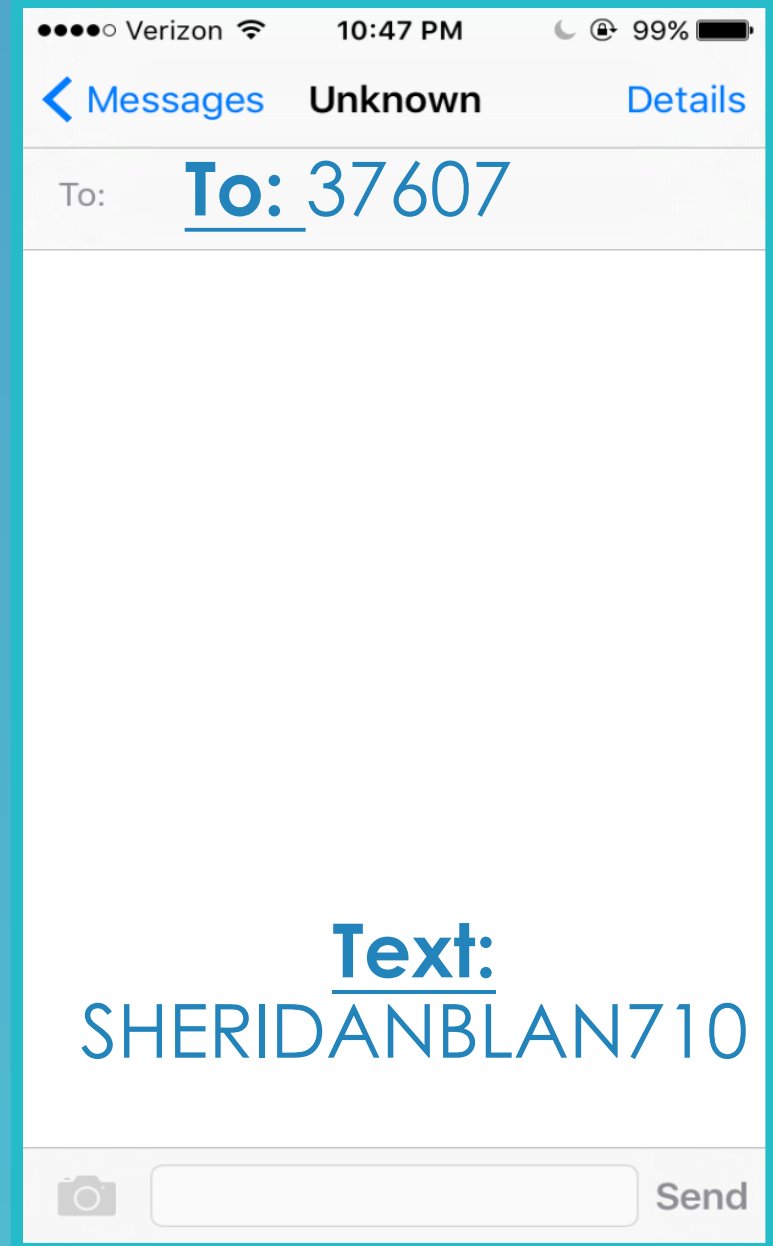 ●●●●○ Verizon 10:47 PM 99%
Messages Unknown Details
To: To: 37607
Text:
SHERIDANBLAN710
Send